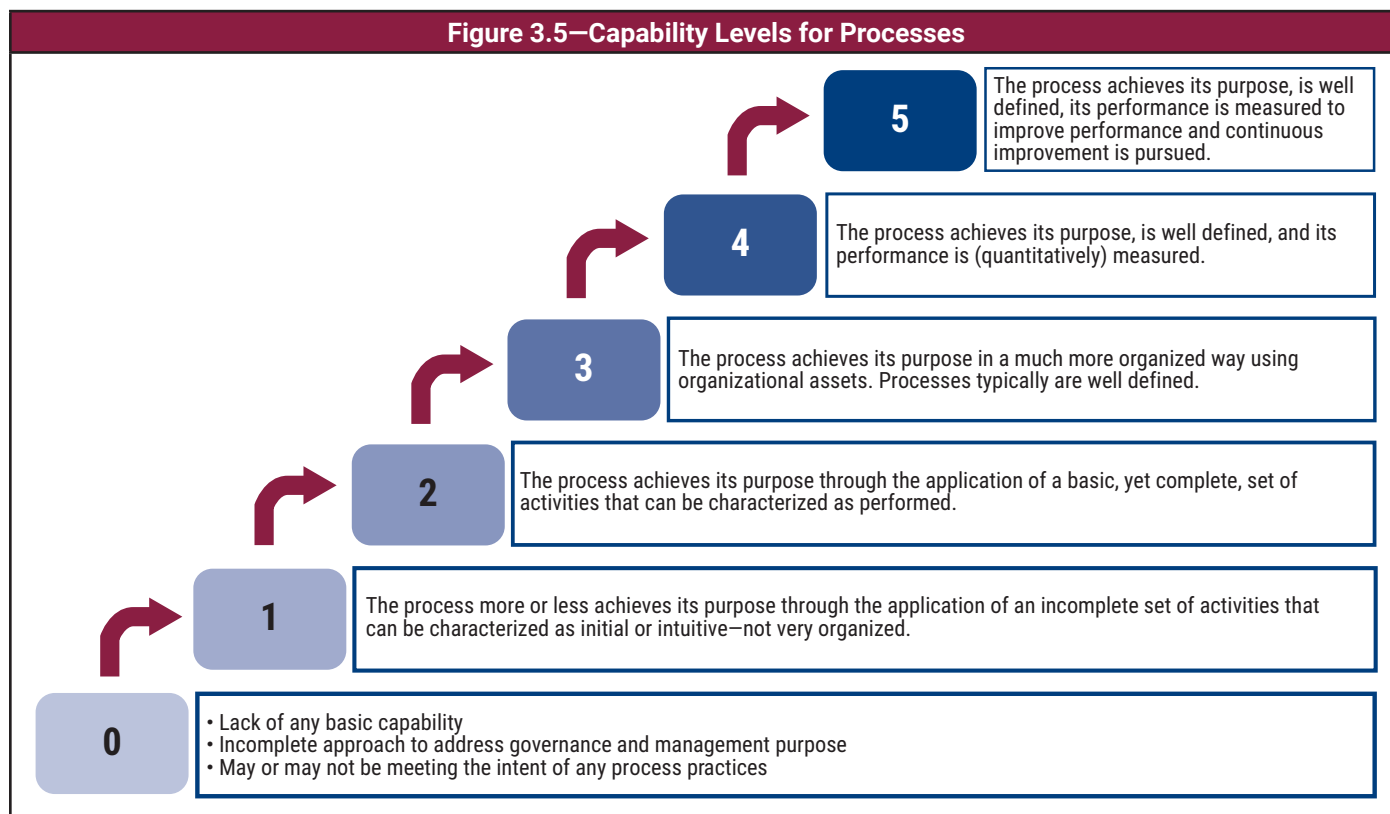 Figure 3.5—Capability Levels for Processes
5
The process achieves its purpose, is well
defined, its performance is measured to
improve performance and continuous
improvement is pursued.
4
The process achieves its purpose, is well defined, and its
performance is (quantitatively) measured.
3
The process achieves its purpose in a much more organized way using
organizational assets. Processes typically are well defined.
2
The process achieves its purpose through the application of a basic, yet complete, set of
activities that can be characterized as performed.
1
The process more or less achieves its purpose through the application of an incomplete set of activities that
can be characterized as initial or intuitive—not very organized.
0
• Lack of any basic capability
• Incomplete approach to address governance and management purpose
• May or may not be meeting the intent of any process practices